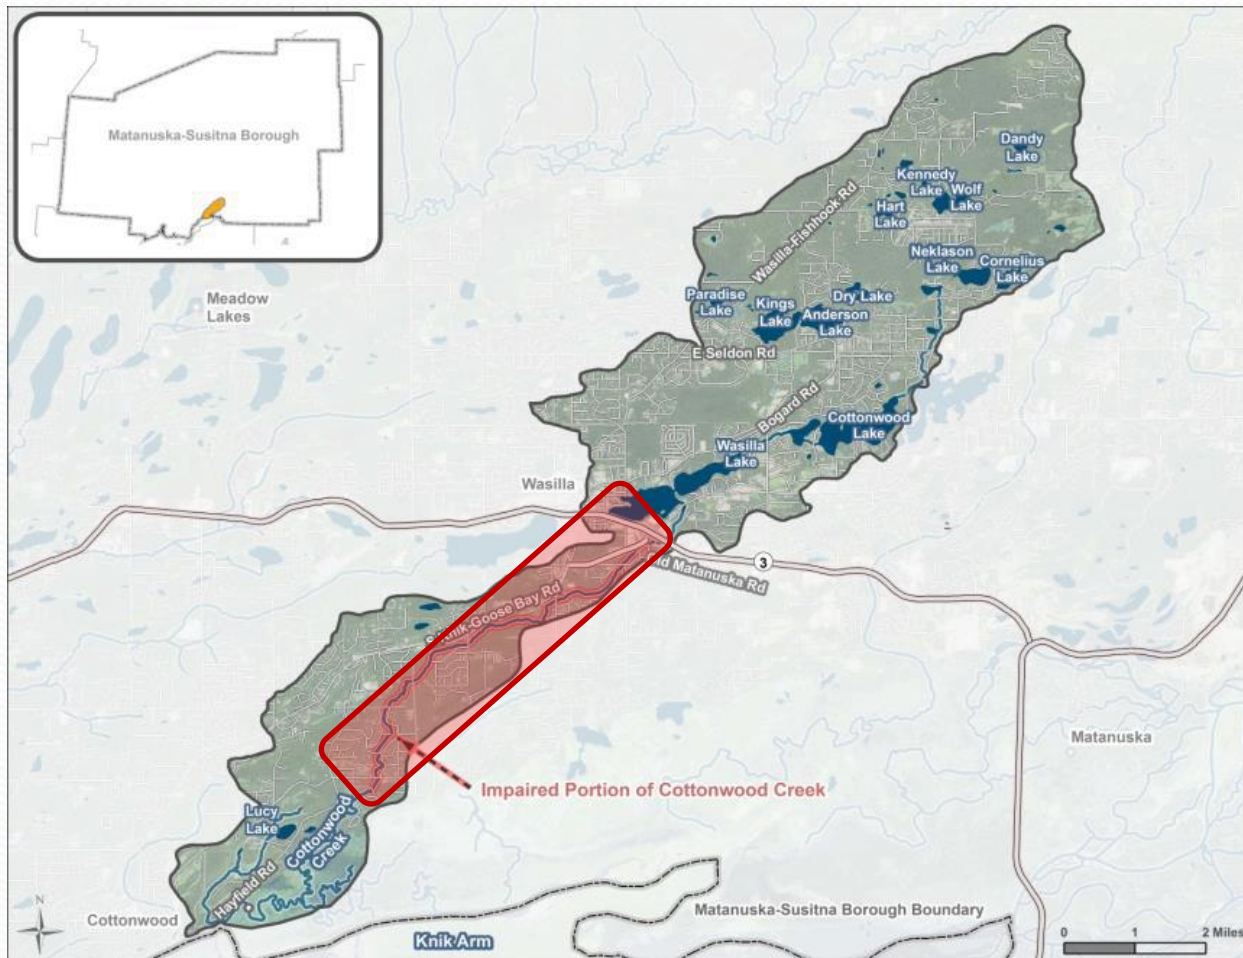 Matanuska-Susitna Borough
Dandy
Lake
Kennedy
Lake
Wolf
Lake
Hart
Lake
Wasilla-Fishhook Rd
Neklason
Lake
Cornelius
Lake
Meadow
Lakes
Paradise
Lake
Kings
Lake
Dry Lake
Anderson
Lake
E Seldon Rd
Bogard Rd
Cottonwood
Lake
Wasilla
Lake
Wasilla
3
Old Matanuska Rd
S Knik-Goose Bay Rd
Matanuska
Impaired Portion of Cottonwood Creek
Lucy
Lake
Cottonwood
Creek
Hayfield Rd
N
Cottonwood
Knik Arm
Matanuska-Susitna Borough Boundary
0 1 2 Miles